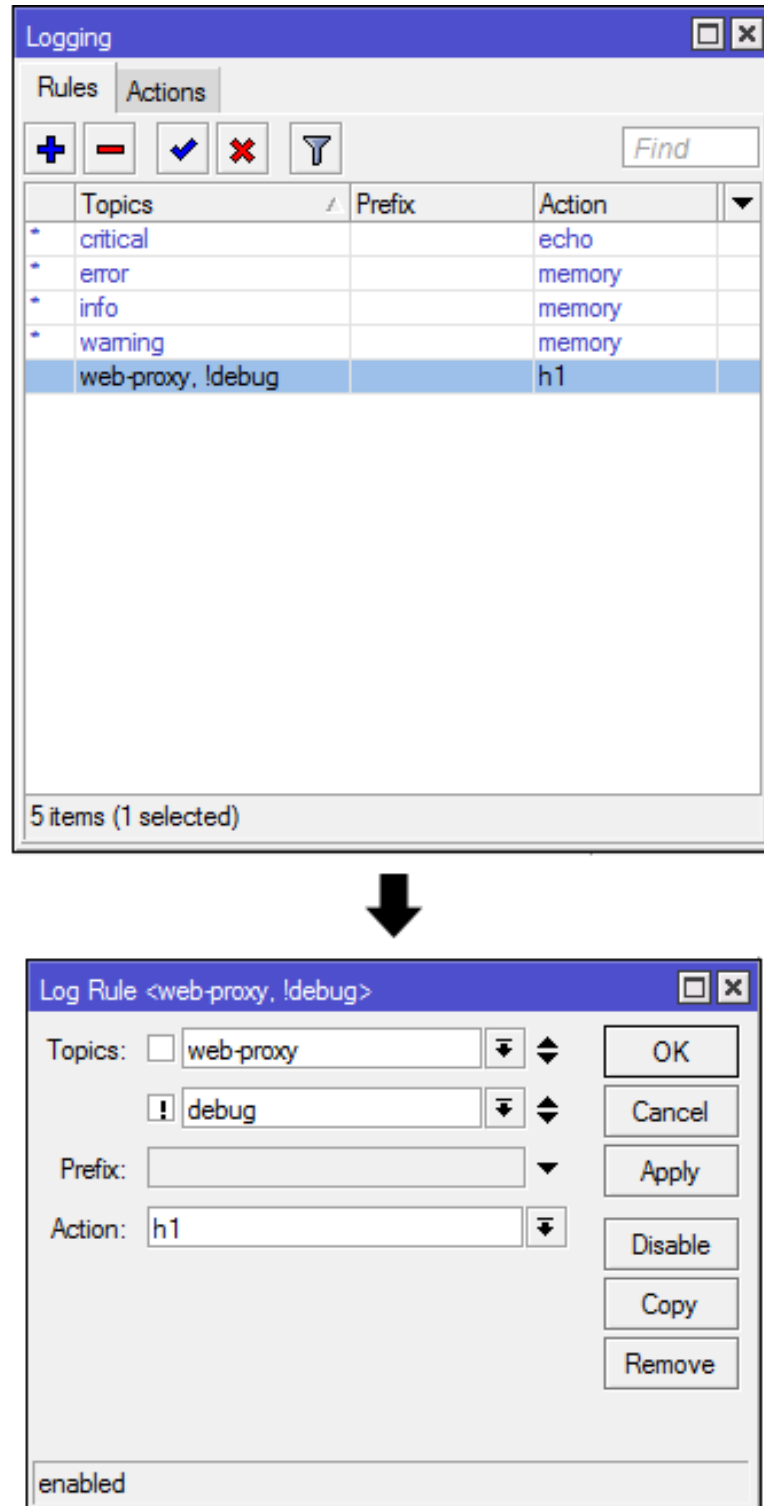 Logging
Rules Actions
Find
Topics Prefix Action
* critical echo
* error memory
* info memory
* warning memory
web-proxy, !debug h1
5 items (1 selected)
Log Rule <web-proxy, !debug>
Topics: web-proxy OK
! debug Cancel
Prefix: Apply
Action: h1
Disable
Copy
Remove
enabled